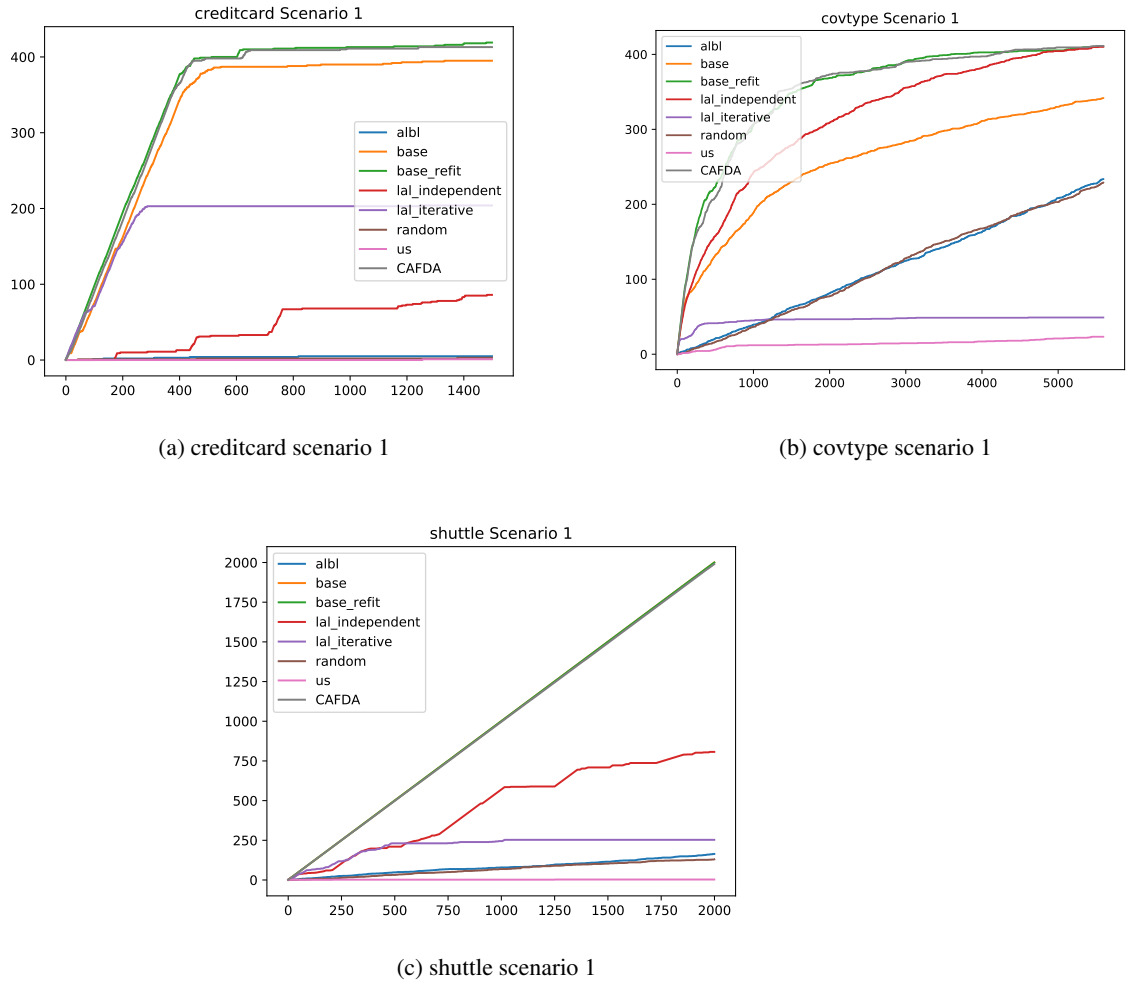 creditcard Scenario 1
400
300
200
100
0
albl
base
base_refit
lal_independent
lal_iterative
random
us
CAFDA
0 200 400 600 800 1000 1200 1400
(a) creditcard scenario 1
covtype Scenario 1
400
300
200
100
0
albl
base
base_refit
lal_independent
lal_iterative
random
us
CAFDA
0 1000 2000 3000 4000 5000
(b) covtype scenario 1
shuttle Scenario 1
2000
1750
1500
1250
1000
750
500
250
0
albl
base
base_refit
lal_independent
lal_iterative
random
us
CAFDA
0 250 500 750 1000 1250 1500 1750 2000
(c) shuttle scenario 1